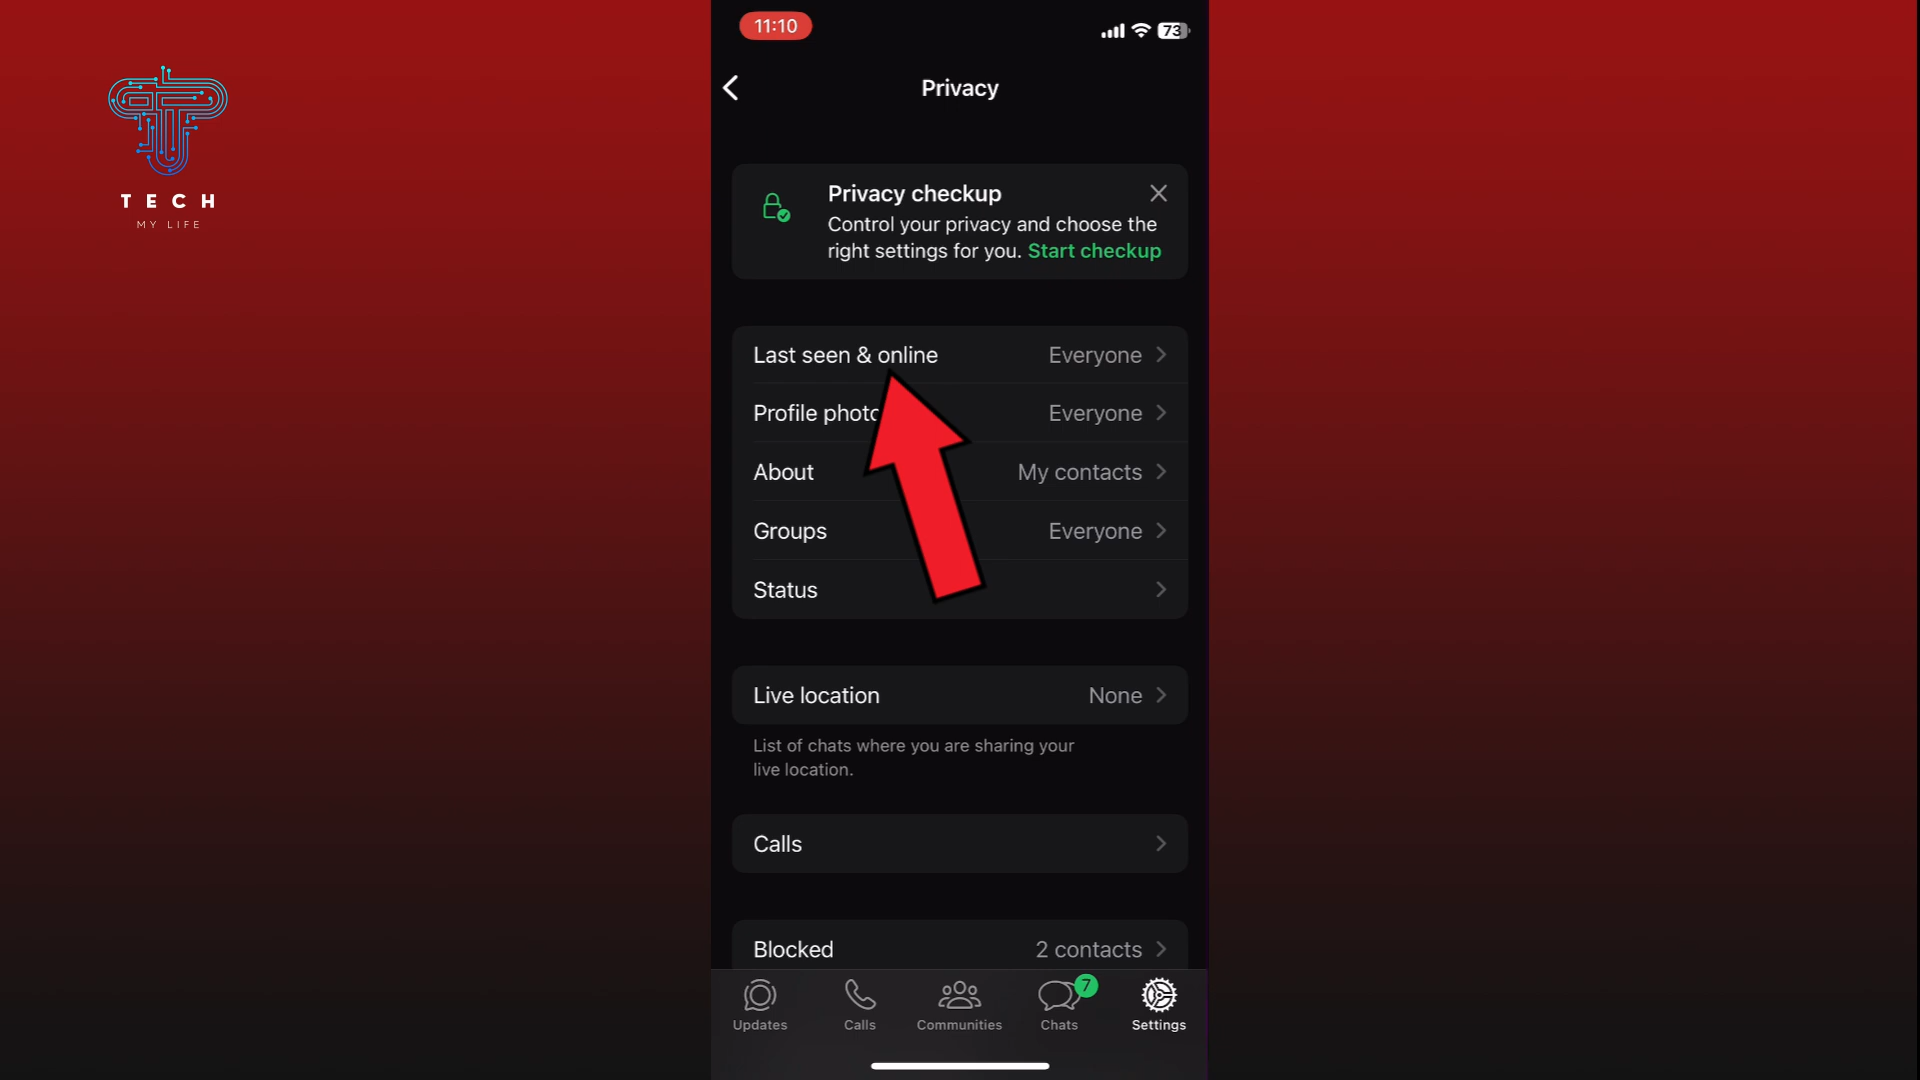 TECH
MY LIFE
11:10
73
Privacy
Privacy checkup
Control your privacy and choose the
right settings for you. Start checkup
Last seen & online Everyone
Profile photo Everyone
About My contacts
Groups Everyone
Status
Live location None
List of chats where you are sharing your
live location.
Calls
Blocked 2 contacts
7
Updates Calls Communities Chats Settings